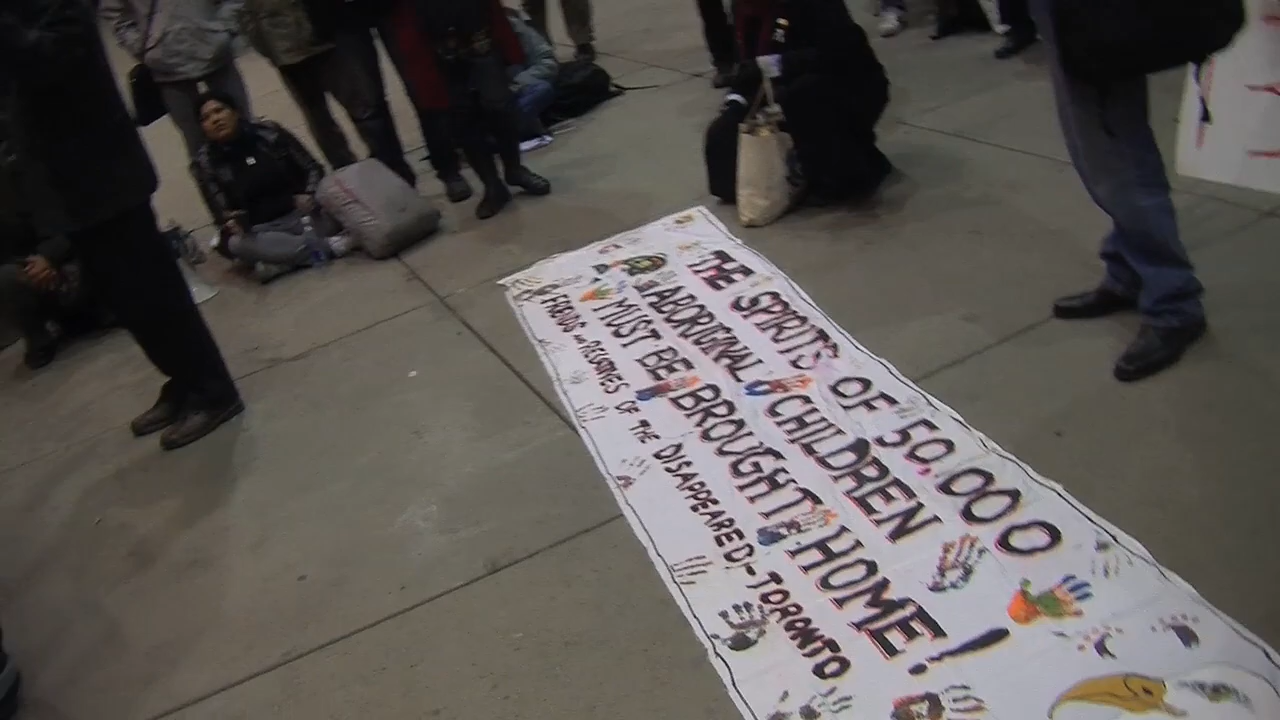 THE SPIRITS OF 50,000
ABORIGINAL CHILDREN
MUST BE BROUGHT HOME!
FRIENDS AND RELATIVES OF THE DISAPPEARED - TORONTO